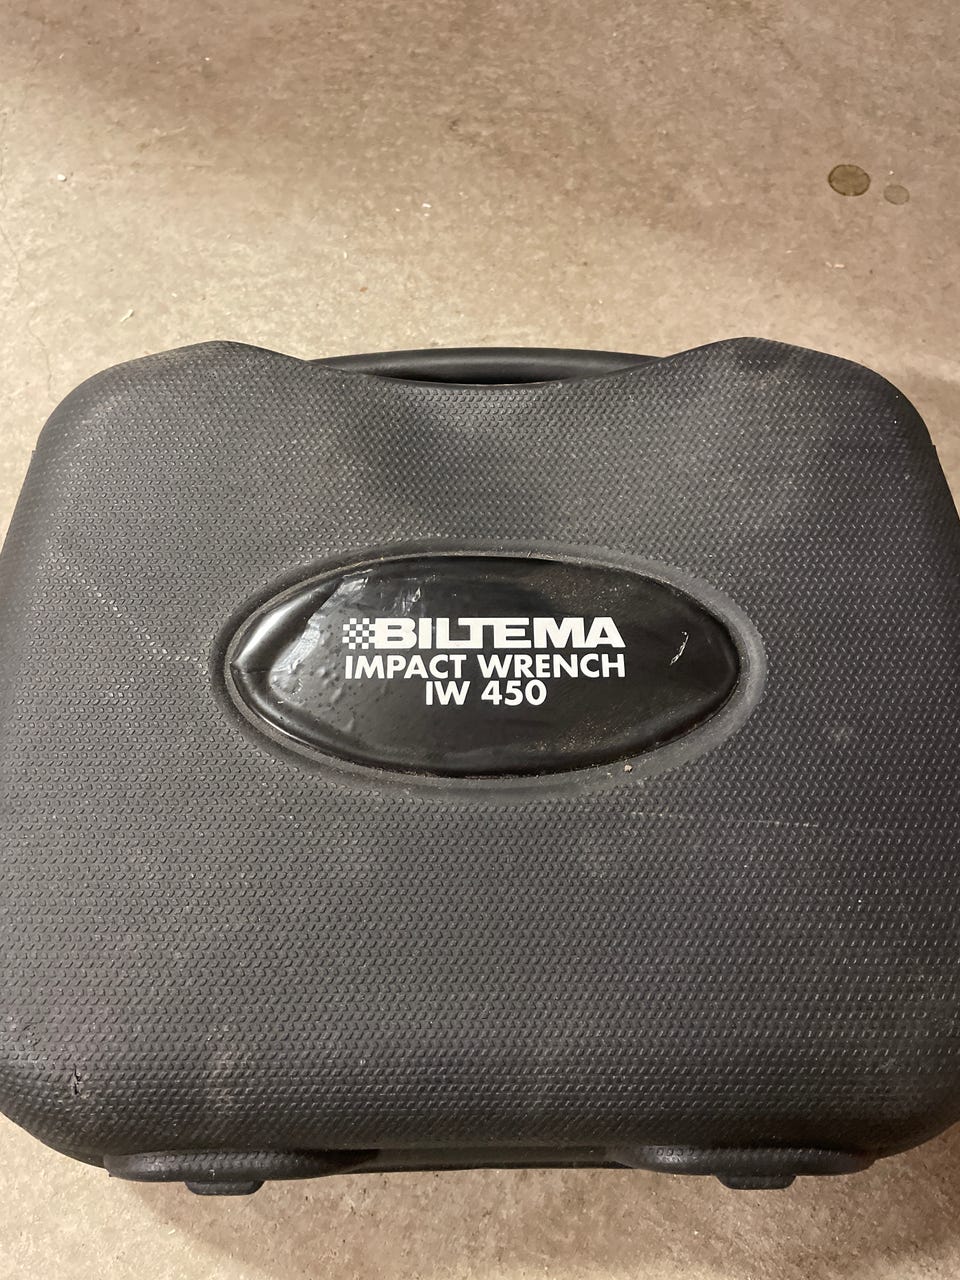 BILTEMA
IMPACT WRENCH
IW 450